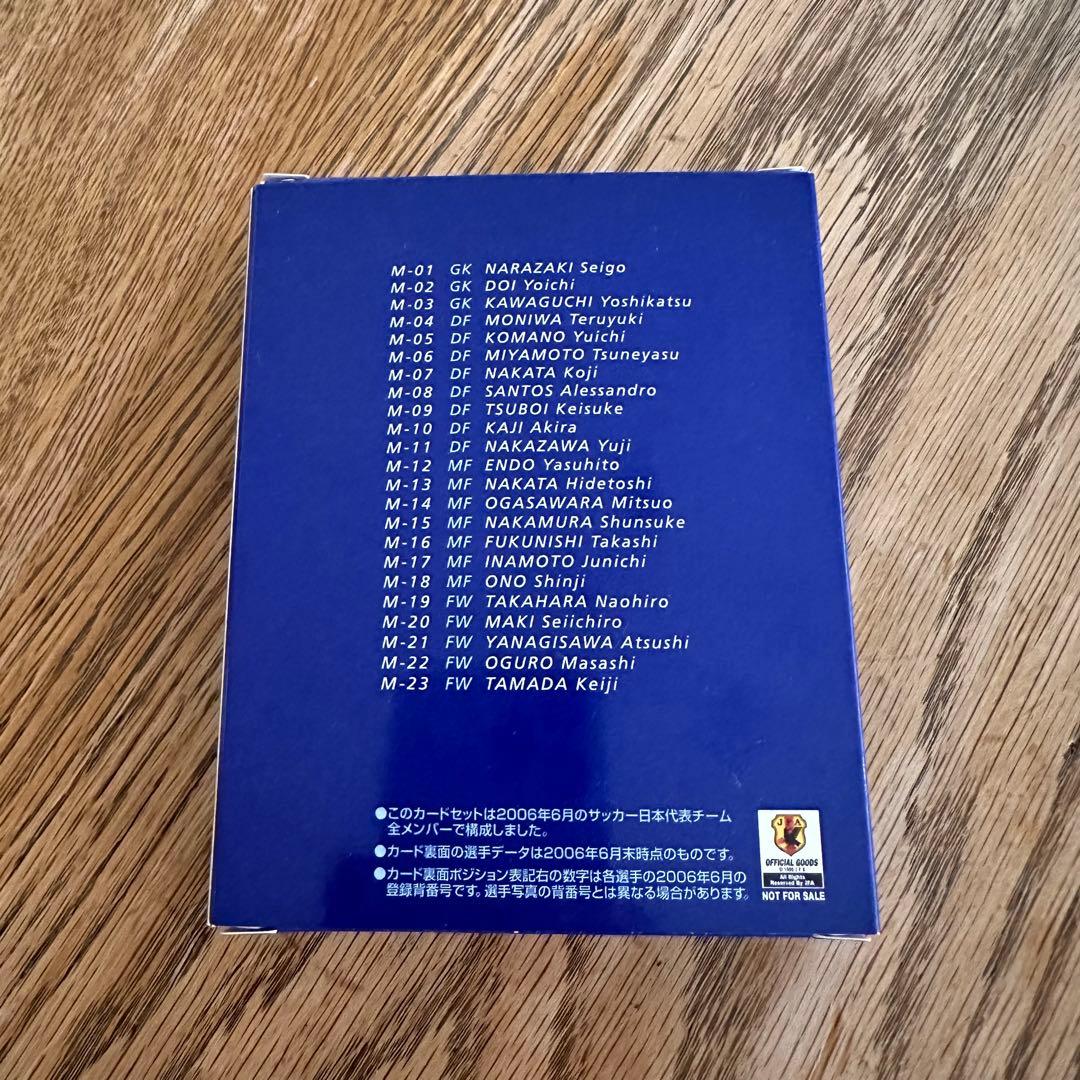 M-01 GK NARAZAKI Seigo
M-02 GK DOI Yoichi
M-03 GK KAWAGUCHI Yoshikatsu
M-04 DF MONIWA Teruyuki
M-05 DF KOMANO Yuichi
M-06 DF MIYAMOTO Tsuneyasu
M-07 DF NAKATA Koji
M-08 DF SANTOS Alessandro
M-09 DF TSUBOI Keisuke
M-10 DF KAJI Akira
M-11 DF NAKAZAWA Yuji
M-12 MF ENDO Yasuhito
M-13 MF NAKATA Hidetoshi
M-14 MF OGASAWARA Mitsuo
M-15 MF NAKAMURA Shunsuke
M-16 MF FUKUNISHI Takashi
M-17 MF INAMOTO Junichi
M-18 MF ONO Shinji
M-19 FW TAKAHARA Naohiro
M-20 FW MAKI Seiichiro
M-21 FW YANAGISAWA Atsushi
M-22 FW OGURO Masashi
M-23 FW TAMADA Keiji
●このカードセットは2006年6月のサッカー日本代表チーム
全メンバーで構成しました。
●カード裏面の選手データは2006年6月末時点のものです。
●カード裏面ポジション表記右の数字は各選手の2006年6月の
登録背番号です。選手写真の背番号とは異なる場合があります。
JFA
OFFICIAL GOODS
All Rights
Reserved By JFA
NOT FOR SALE